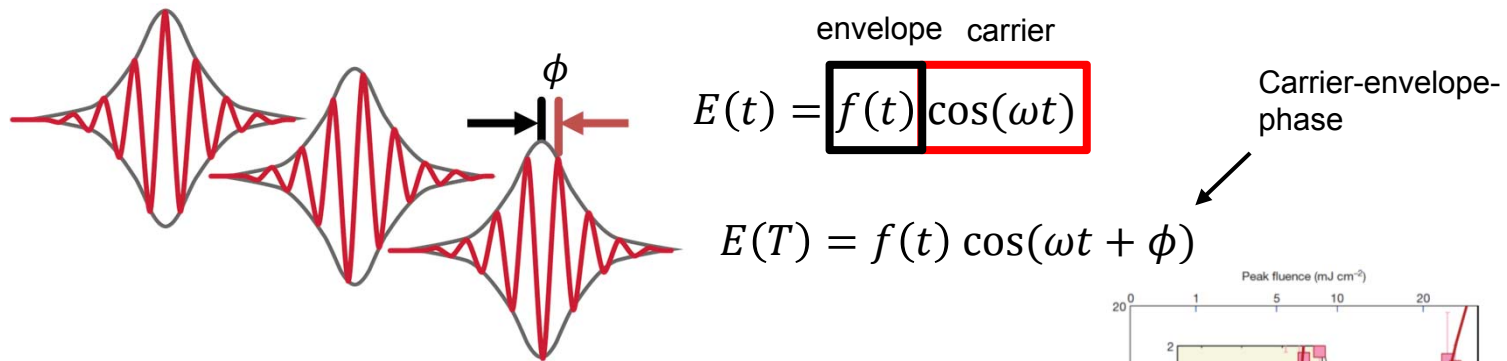 envelope carrier
ϕ
E(t) = f(t) cos(ωt)
Carrier-envelope-
phase
E(T) = f(t) cos(ωt + ϕ)
Peak fluence (mJ cm⁻²)
0 1 5 10 20
20
2